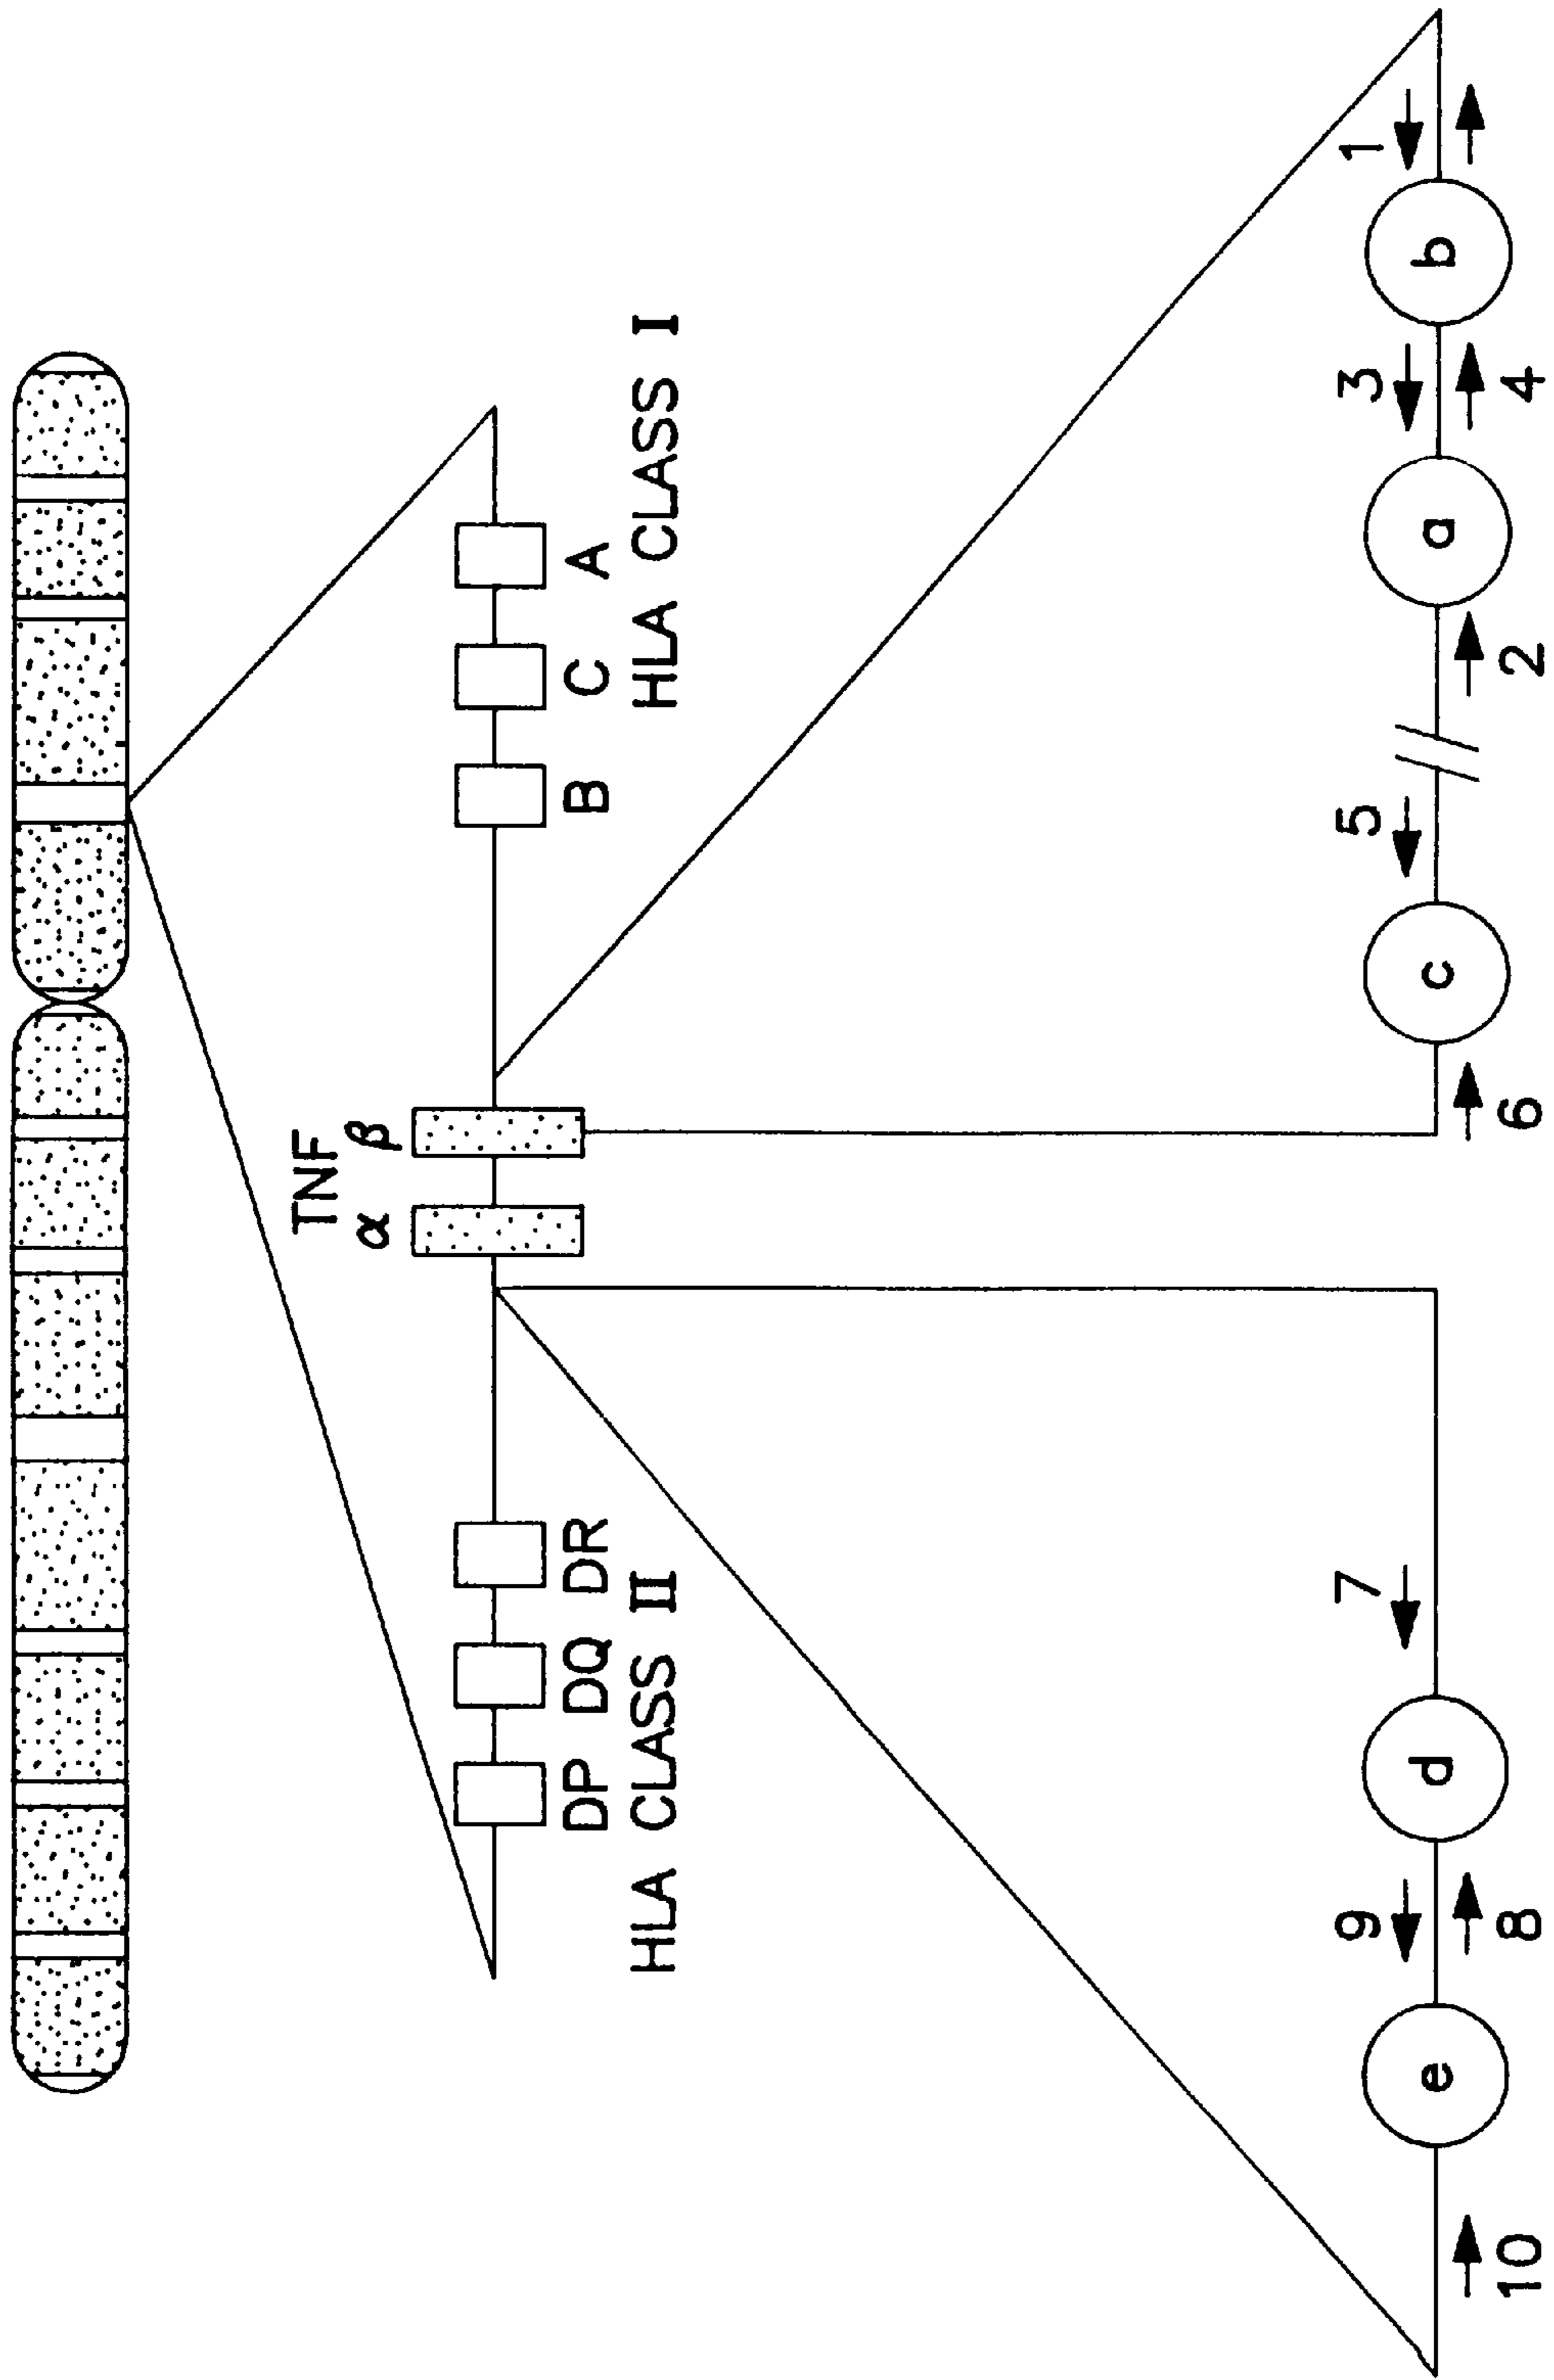 TNF
α β
DP DQ DR
B C A
HLA CLASS II
HLA CLASS I
7
5
3
1
9
e
d
c
a
b
10
8
6
2
4